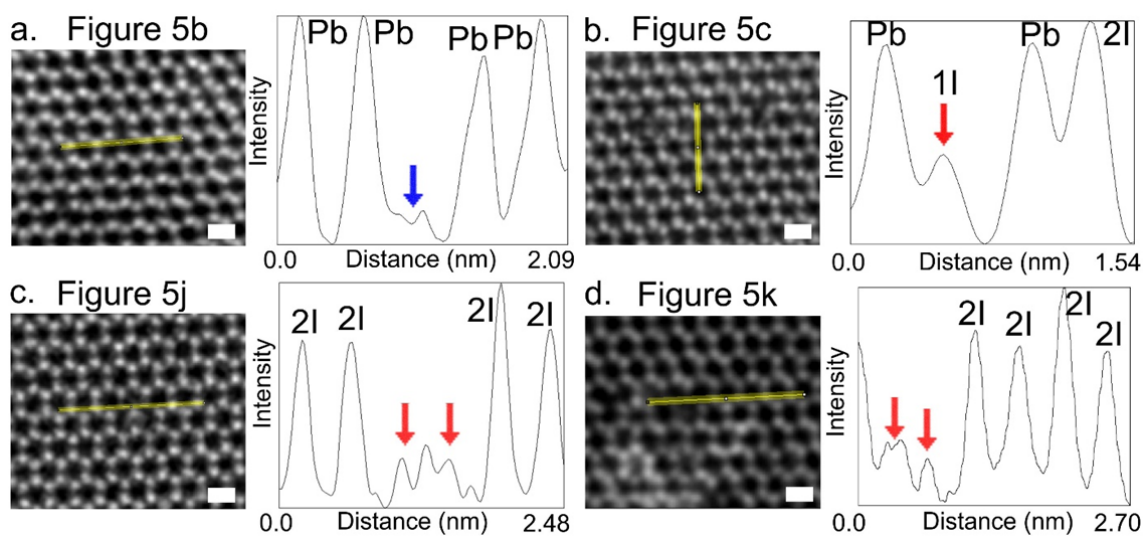 a. Figure 5b
Pb Pb Pb Pb
Intensity
0.0 Distance (nm) 2.09
b. Figure 5c
Pb 1I Pb 2I
Intensity
0.0 Distance (nm) 1.54
c. Figure 5j
2I 2I 2I 2I
Intensity
0.0 Distance (nm) 2.48
d. Figure 5k
2I 2I 2I 2I
Intensity
0.0 Distance (nm) 2.70